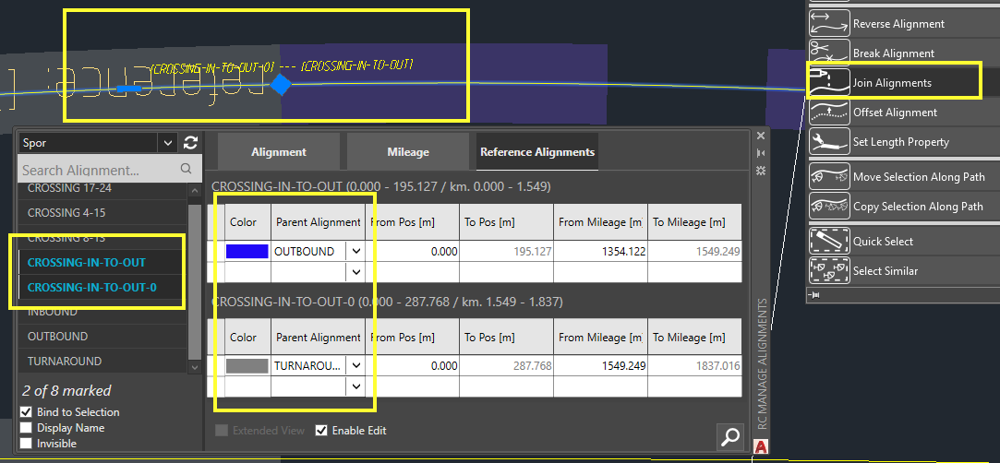 [CROSSING-IN-TO-OUT-0] ---- [CROSSING-IN-TO-OUT]
Reverse Alignment
Break Alignment
Join Alignments
Offset Alignment
Set Length Property
Move Selection Along Path
Copy Selection Along Path
Quick Select
Select Similar
Spor
Search Alignment...
CROSSING 17-24
CROSSING 4-15
CROSSING 8-13
CROSSING-IN-TO-OUT
CROSSING-IN-TO-OUT-0
INBOUND
OUTBOUND
TURNAROUND
2 of 8 marked
Bind to Selection
Display Name
Invisible
Alignment Mileage Reference Alignments
CROSSING-IN-TO-OUT (0.000 - 195.127 / km. 0.000 - 1.549)
Color Parent Alignment From Pos [m] To Pos [m] From Mileage [m] To Mileage [m]
OUTBOUND 0.000 195.127 1354.122 1549.249
CROSSING-IN-TO-OUT-0 (0.000 - 287.768 / km. 1.549 - 1.837)
Color Parent Alignment From Pos [m] To Pos [m] From Mileage [m] To Mileage [m]
TURNAROU... 0.000 287.768 1549.249 1837.016
Extended View Enable Edit
RC MANAGE ALIGNMENTS
A